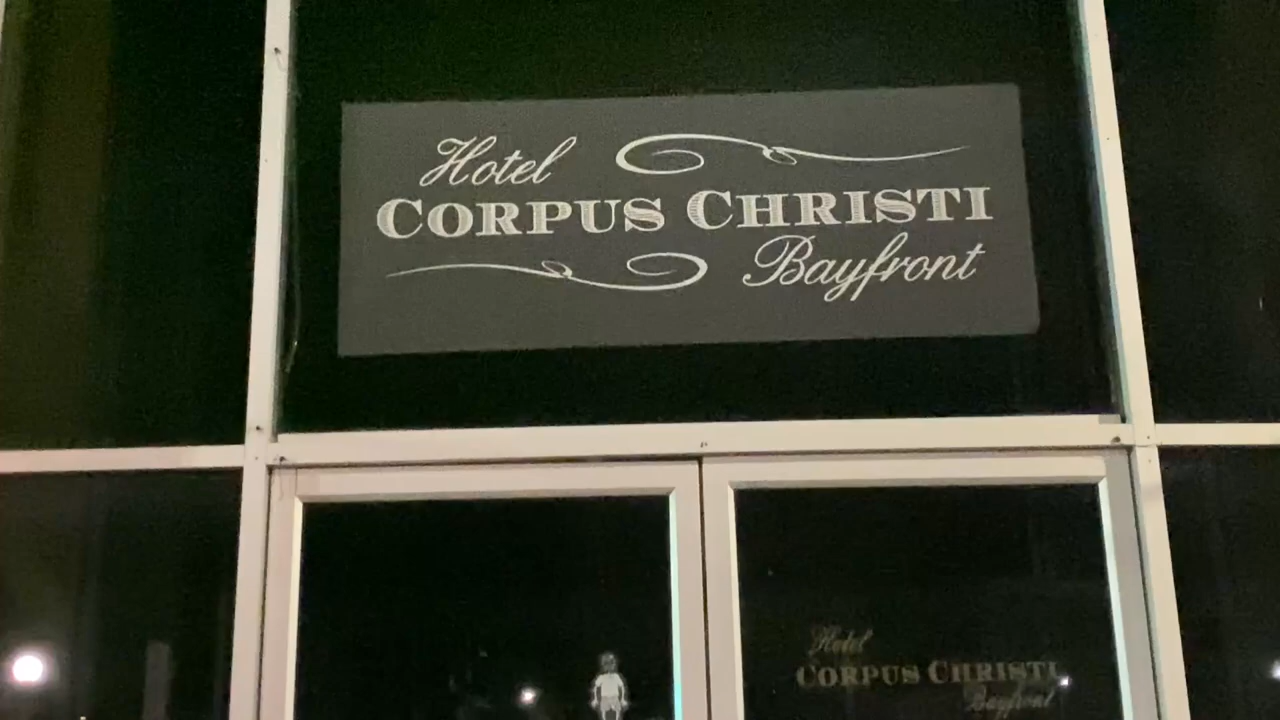 Hotel
CORPUS CHRISTI
Bayfront
Hotel
CORPUS CHRISTI
Bayfront